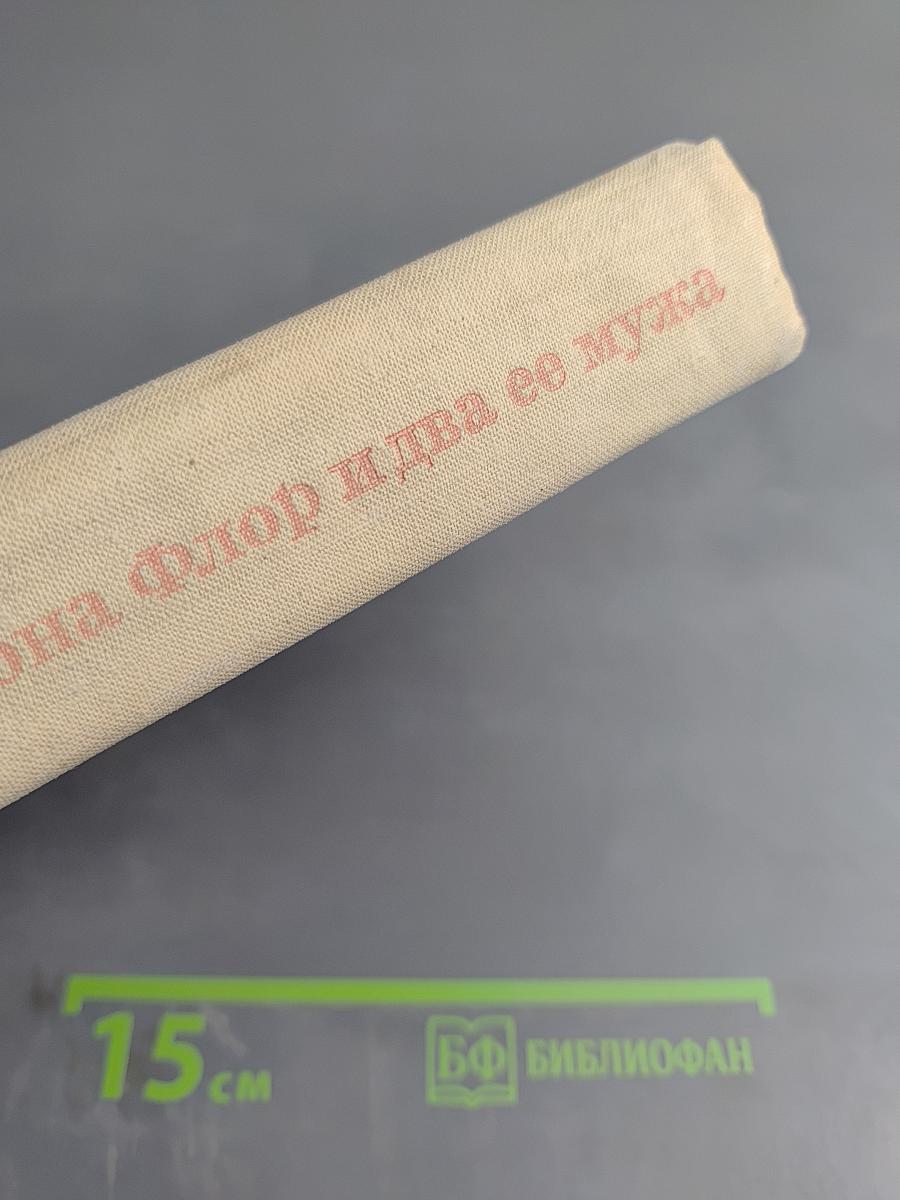 она Флор и два ее мужа
15 см
БФ БИБЛИОФАН